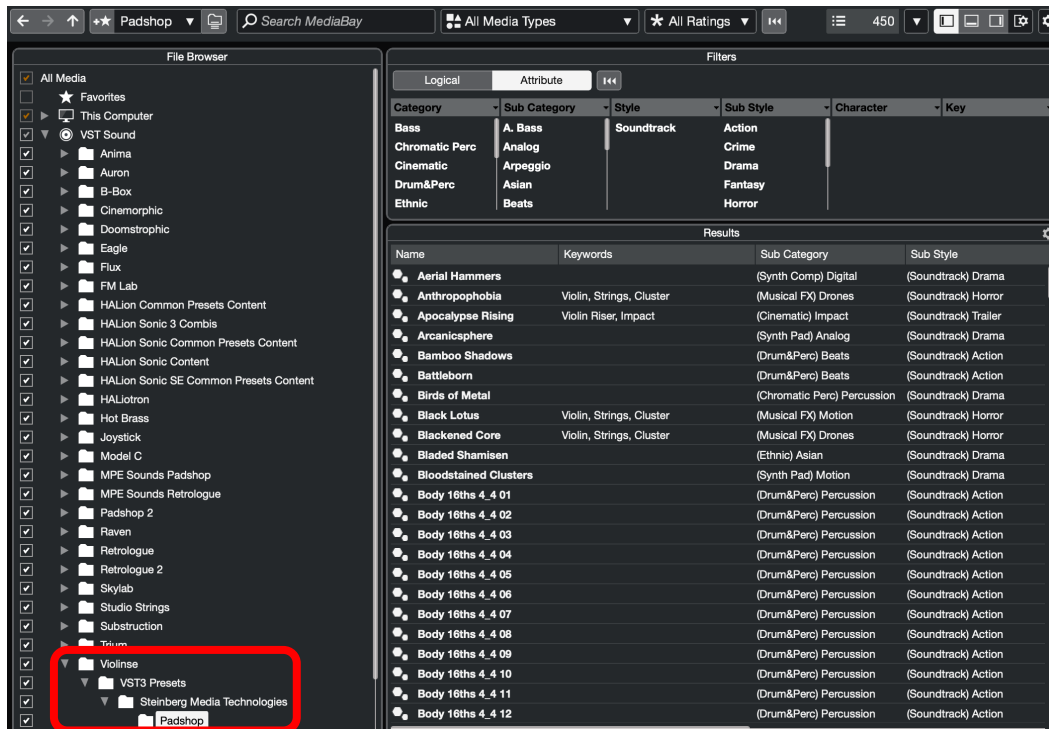 Padshop
Search MediaBay
All Media Types
All Ratings
450
File Browser
All Media
Favorites
This Computer
VST Sound
Anima
Auron
B-Box
Cinemorphic
Doomstrophic
Eagle
Flux
FM Lab
HALion Common Presets Content
HALion Sonic 3 Combis
HALion Sonic Common Presets Content
HALion Sonic Content
HALion Sonic SE Common Presets Content
HALiotron
Hot Brass
Joystick
Model C
MPE Sounds Padshop
MPE Sounds Retrologue
Padshop 2
Raven
Retrologue
Retrologue 2
Skylab
Studio Strings
Substruction
Trium
Violinse
VST3 Presets
Steinberg Media Technologies
Padshop
Filters
Logical Attribute
Category Sub Category Style Sub Style Character Key
Bass A. Bass Soundtrack Action
Chromatic Perc Analog Crime
Cinematic Arpeggio Drama
Drum&Perc Asian Fantasy
Ethnic Beats Horror
Results
Name Keywords Sub Category Sub Style
Aerial Hammers (Synth Comp) Digital (Soundtrack) Drama
Anthropophobia Violin, Strings, Cluster (Musical FX) Drones (Soundtrack) Horror
Apocalypse Rising Violin Riser, Impact (Cinematic) Impact (Soundtrack) Trailer
Arcanicsphere (Synth Pad) Analog (Soundtrack) Drama
Bamboo Shadows (Drum&Perc) Beats (Soundtrack) Action
Battleborn (Drum&Perc) Beats (Soundtrack) Action
Birds of Metal (Chromatic Perc) Percussion (Soundtrack) Drama
Black Lotus Violin, Strings, Cluster (Musical FX) Motion (Soundtrack) Horror
Blackened Core Violin, Strings, Cluster (Musical FX) Drones (Soundtrack) Horror
Bladed Shamisen (Ethnic) Asian (Soundtrack) Drama
Bloodstained Clusters (Synth Pad) Motion (Soundtrack) Drama
Body 16ths 4_4 01 (Drum&Perc) Percussion (Soundtrack) Action
Body 16ths 4_4 02 (Drum&Perc) Percussion (Soundtrack) Action
Body 16ths 4_4 03 (Drum&Perc) Percussion (Soundtrack) Action
Body 16ths 4_4 04 (Drum&Perc) Percussion (Soundtrack) Action
Body 16ths 4_4 05 (Drum&Perc) Percussion (Soundtrack) Action
Body 16ths 4_4 06 (Drum&Perc) Percussion (Soundtrack) Action
Body 16ths 4_4 07 (Drum&Perc) Percussion (Soundtrack) Action
Body 16ths 4_4 08 (Drum&Perc) Percussion (Soundtrack) Action
Body 16ths 4_4 09 (Drum&Perc) Percussion (Soundtrack) Action
Body 16ths 4_4 10 (Drum&Perc) Percussion (Soundtrack) Action
Body 16ths 4_4 11 (Drum&Perc) Percussion (Soundtrack) Action
Body 16ths 4_4 12 (Drum&Perc) Percussion (Soundtrack) Action